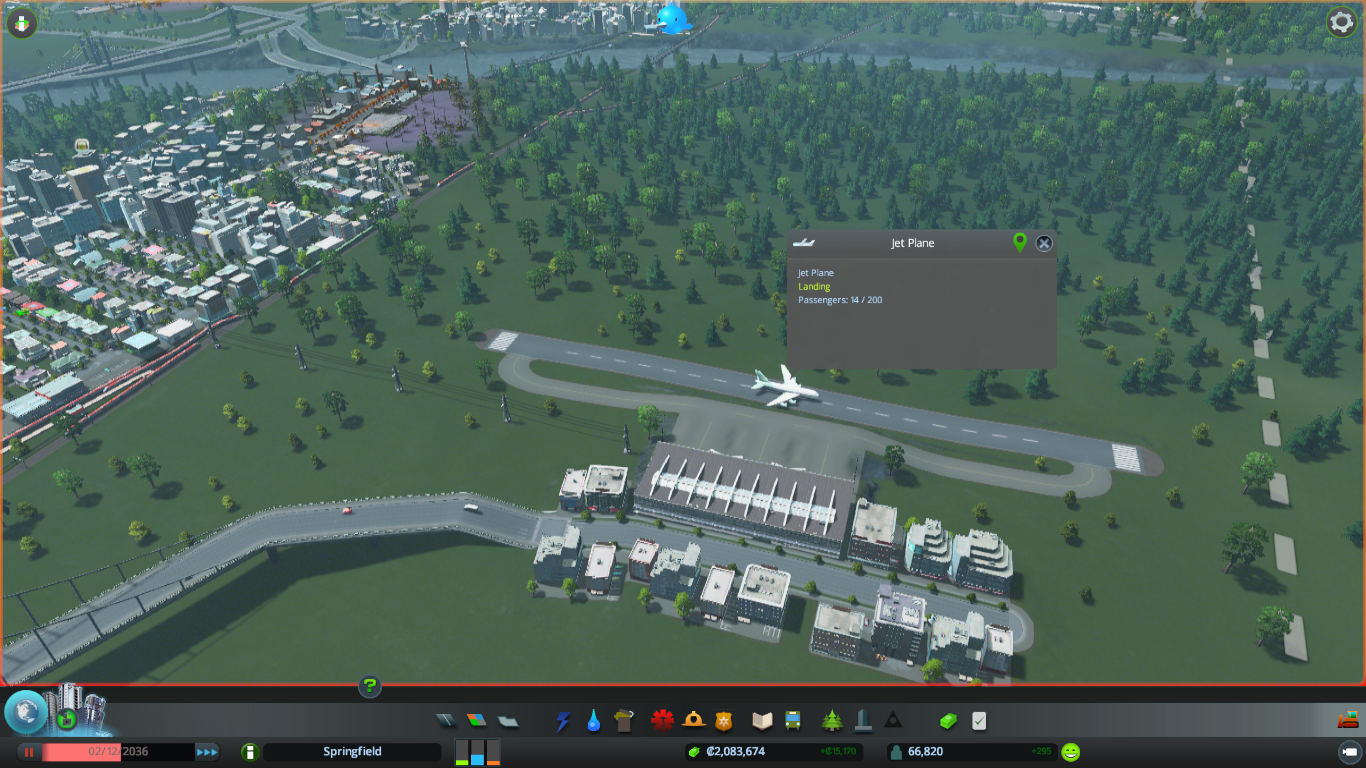 Jet Plane
Jet Plane
Landing
Passengers: 14 / 200
?
02/12/2036
Springfield
₡2,083,674
+₡15,170
66,820
+295